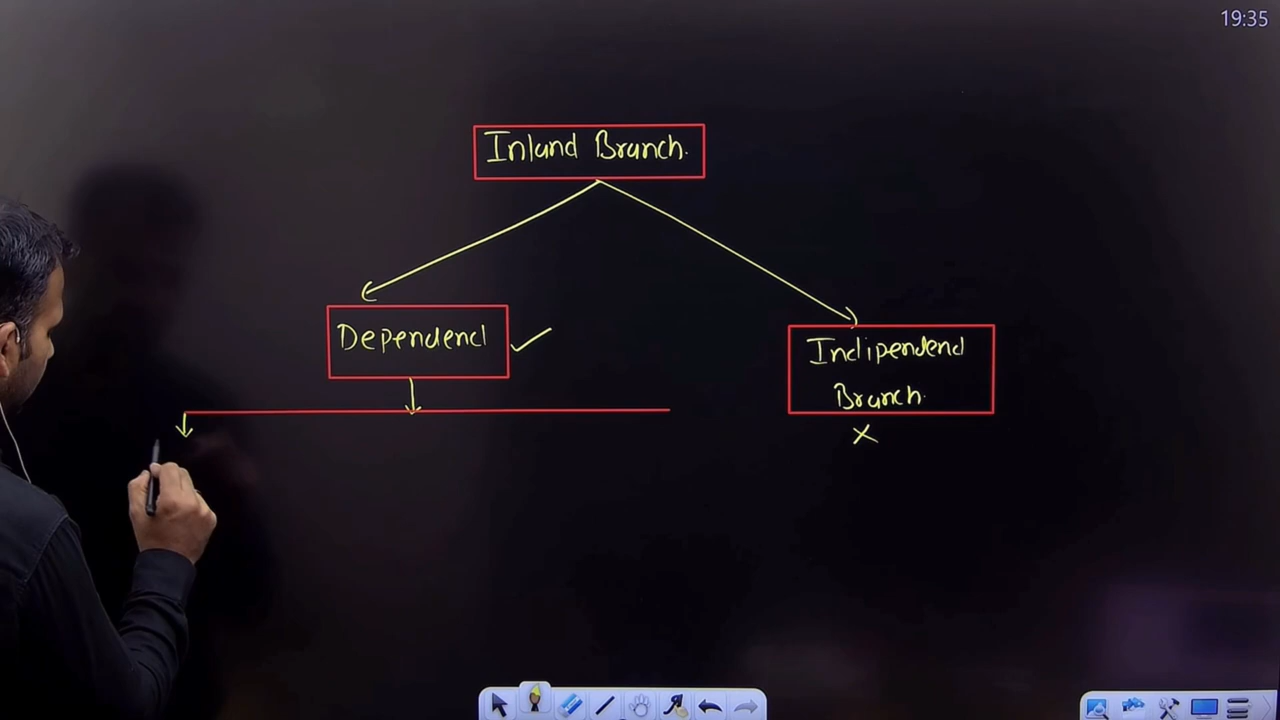 19:35
Inland Branch.
Dependend
Indipendend
Branch.